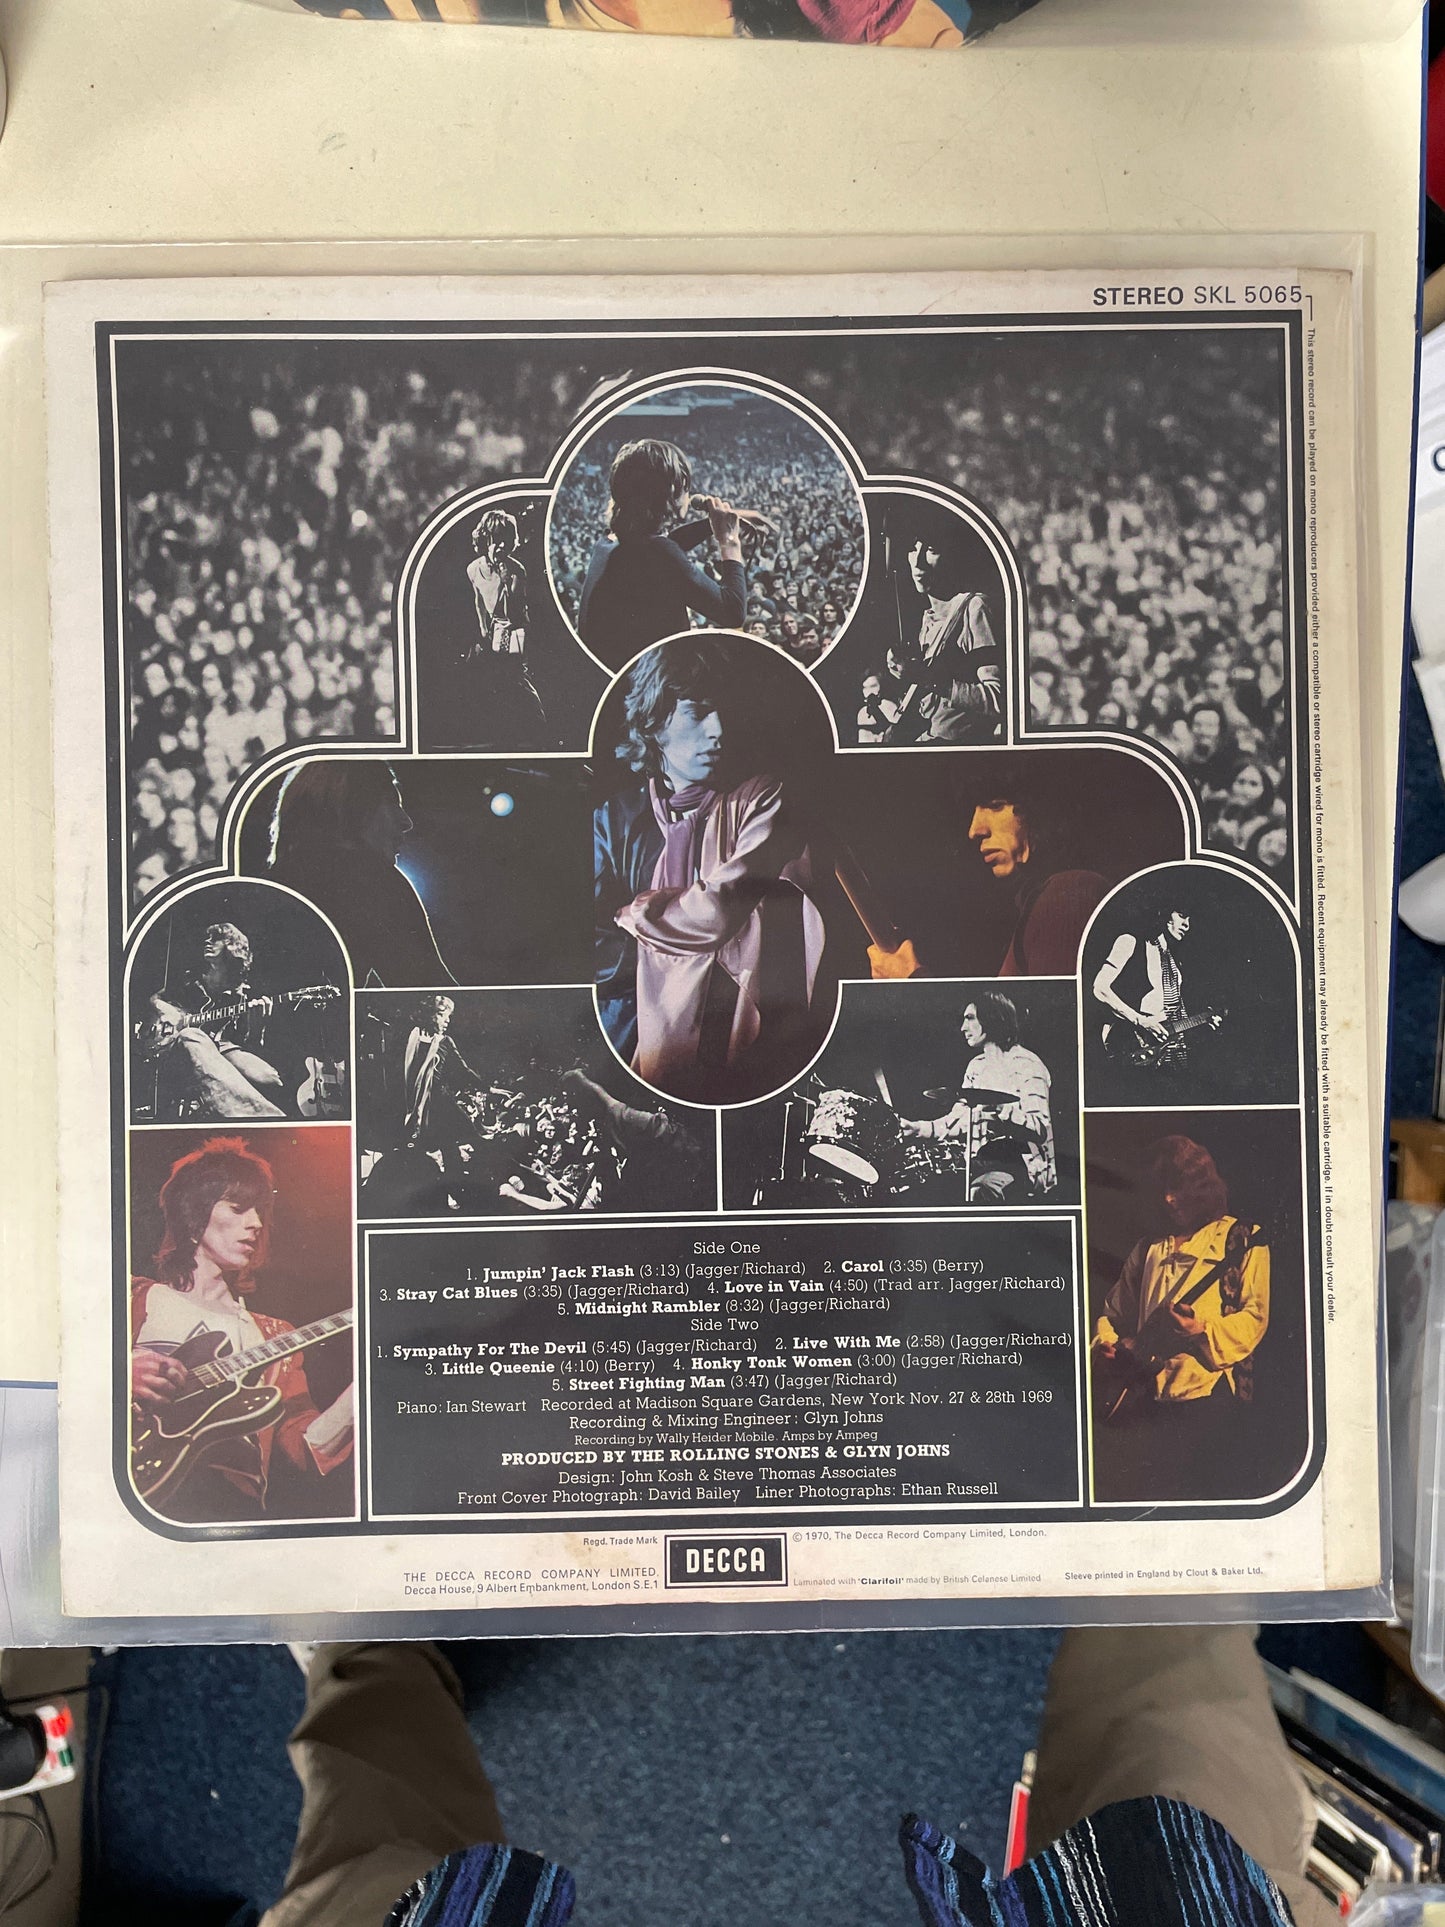 STEREO SKL 5065
This stereo record can be played on mono reproducers provided either a compatible or stereo cartridge wired for mono is fitted. Recent equipment may already be fitted with a suitable cartridge. If in doubt consult your dealer.
Side One
1. Jumpin' Jack Flash (3:13) (Jagger/Richard) 2. Carol (3:35) (Berry)
3. Stray Cat Blues (3:35) (Jagger/Richard) 4. Love in Vain (4:50) (Trad arr. Jagger/Richard)
5. Midnight Rambler (8:32) (Jagger/Richard)
Side Two
1. Sympathy For The Devil (5:45) (Jagger/Richard) 2. Live With Me (2:58) (Jagger/Richard)
3. Little Queenie (4:10) (Berry) 4. Honky Tonk Women (3:00) (Jagger/Richard)
5. Street Fighting Man (3:47) (Jagger/Richard)
Piano: Ian Stewart Recorded at Madison Square Gardens, New York Nov. 27 & 28th 1969
Recording & Mixing Engineer: Glyn Johns
Recording by Wally Heider Mobile. Amps by Ampeg
PRODUCED BY THE ROLLING STONES & GLYN JOHNS
Design: John Kosh & Steve Thomas Associates
Front Cover Photograph: David Bailey Liner Photographs: Ethan Russell
Regd. Trade Mark DECCA © 1970, The Decca Record Company Limited, London.
THE DECCA RECORD COMPANY LIMITED,
Decca House, 9 Albert Embankment, London S.E.1
Laminated with 'Clarifoil' made by British Celanese Limited Sleeve printed in England by Clout & Baker Ltd.